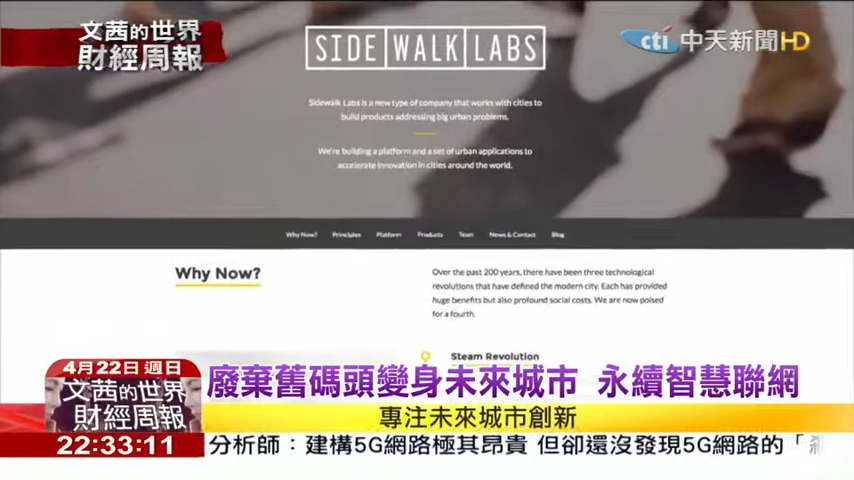 文茜的世界
財經周報
SIDEWALK LABS
cti 中天新聞HD
Sidewalk Labs is a new type of company that works with cities to
build products addressing big urban problems.
We're building a platform and a set of urban applications to
accelerate innovation in cities around the world.
Why Now? Principles Platform Products Team News & Contact Blog
Why Now?
Over the past 200 years, there have been three technological
revolutions that have defined the modern city. Each has provided
huge benefits but also profound social costs. We are now poised
for a fourth.
Steam Revolution
4月22日 週日
文茜的世界
財經周報
廢棄舊碼頭變身未來城市 永續智慧聯網
專注未來城市創新
22:33:11
分析師：建構5G網路極其昂貴 但卻還沒發現5G網路的「